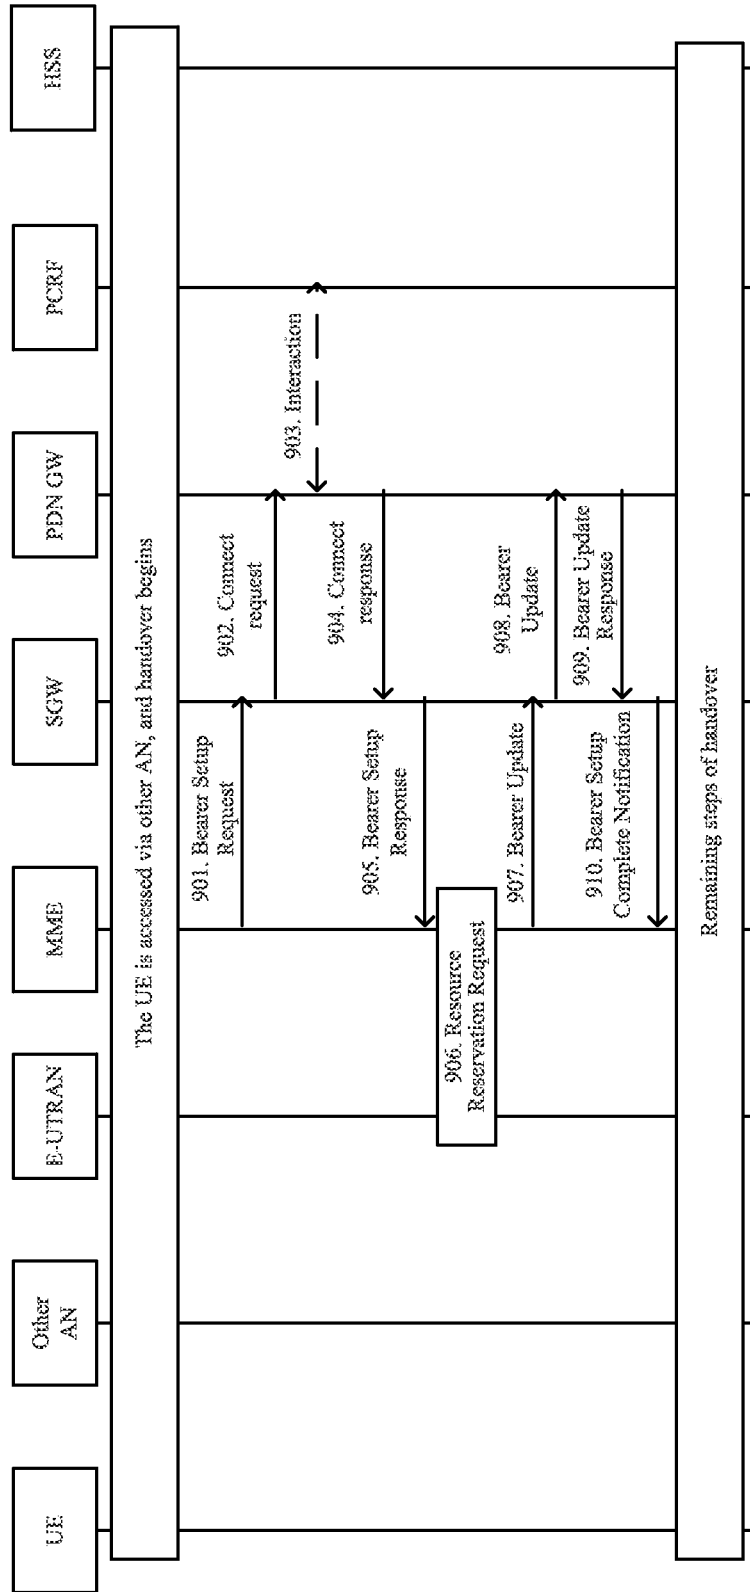 UE
Other
AN
E-UTRAN
MME
SGW
PDN GW
PCRF
HSS
The UE is accessed via other AN, and handover begins
901. Bearer Setup
Request
902. Connect
request
903. Interaction
904. Connect
response
905. Bearer Setup
Response
906. Resource
Reservation Request
907. Bearer Update
908. Bearer
Update
909. Bearer Update
Response
910. Bearer Setup
Complete Notification
Remaining steps of handover